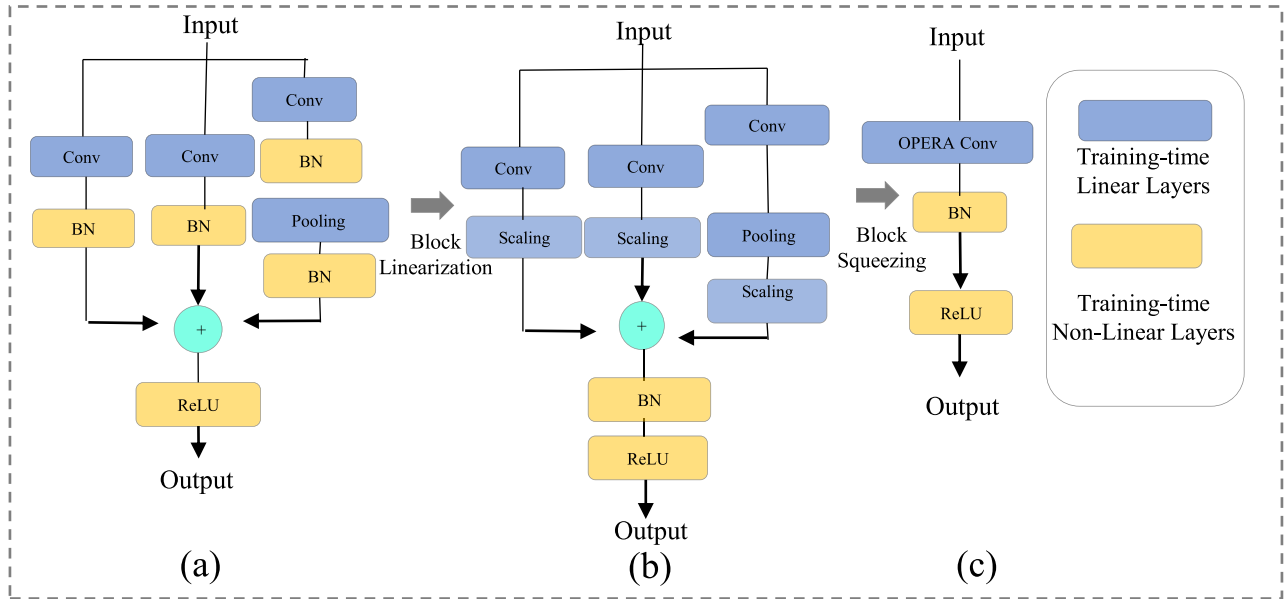 Input
Conv
Conv
Conv
BN
BN
BN
Pooling
BN
+
ReLU
Output
(a)
Block
Linearization
Input
Conv
Conv
Conv
Scaling
Scaling
Pooling
Scaling
+
BN
ReLU
Output
(b)
Block
Squeezing
Input
OPERA Conv
BN
ReLU
Output
(c)
Training-time
Linear Layers
Training-time
Non-Linear Layers